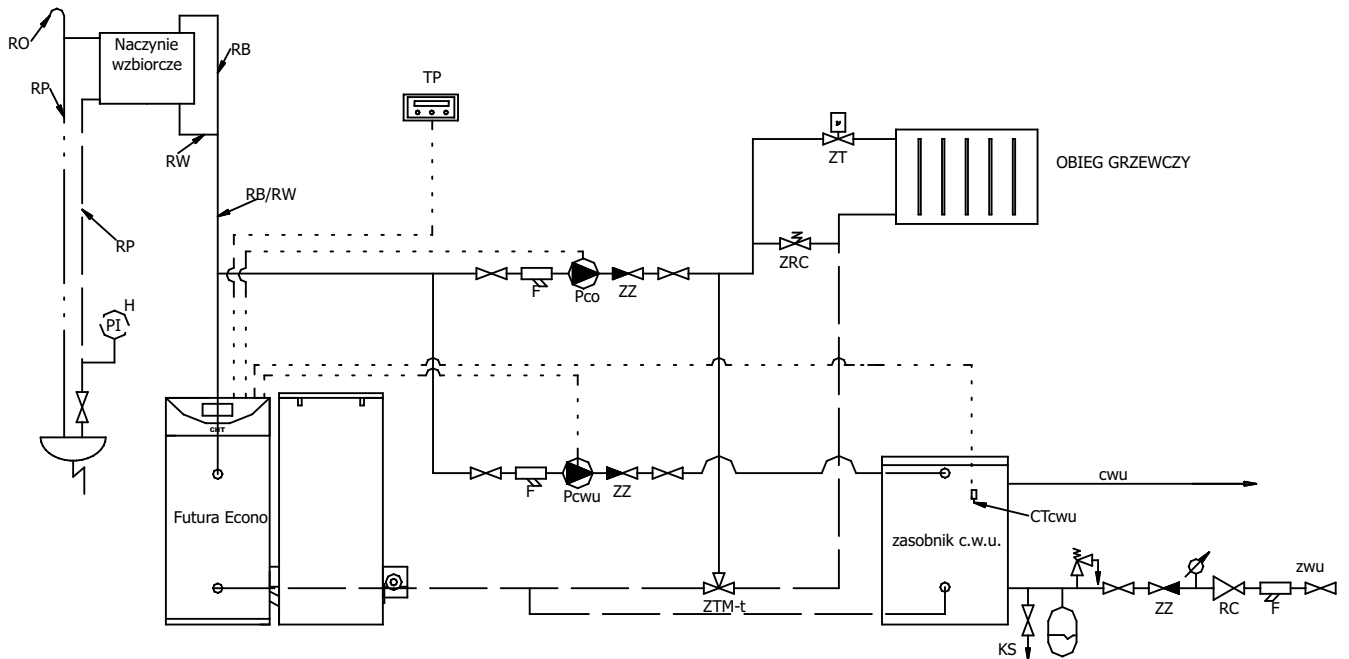 RO
Naczynie
wzbiorcze
RB
RP
TP
RW
ZT
OBIEG GRZEWCZY
RB/RW
RP
ZRC
H
PI
F
Pco
ZZ
CHT
F
Pcwu
ZZ
cwu
Futura Econo
CTcwu
zasobnik c.w.u.
zwu
ZTM-t
ZZ
RC
F
KS